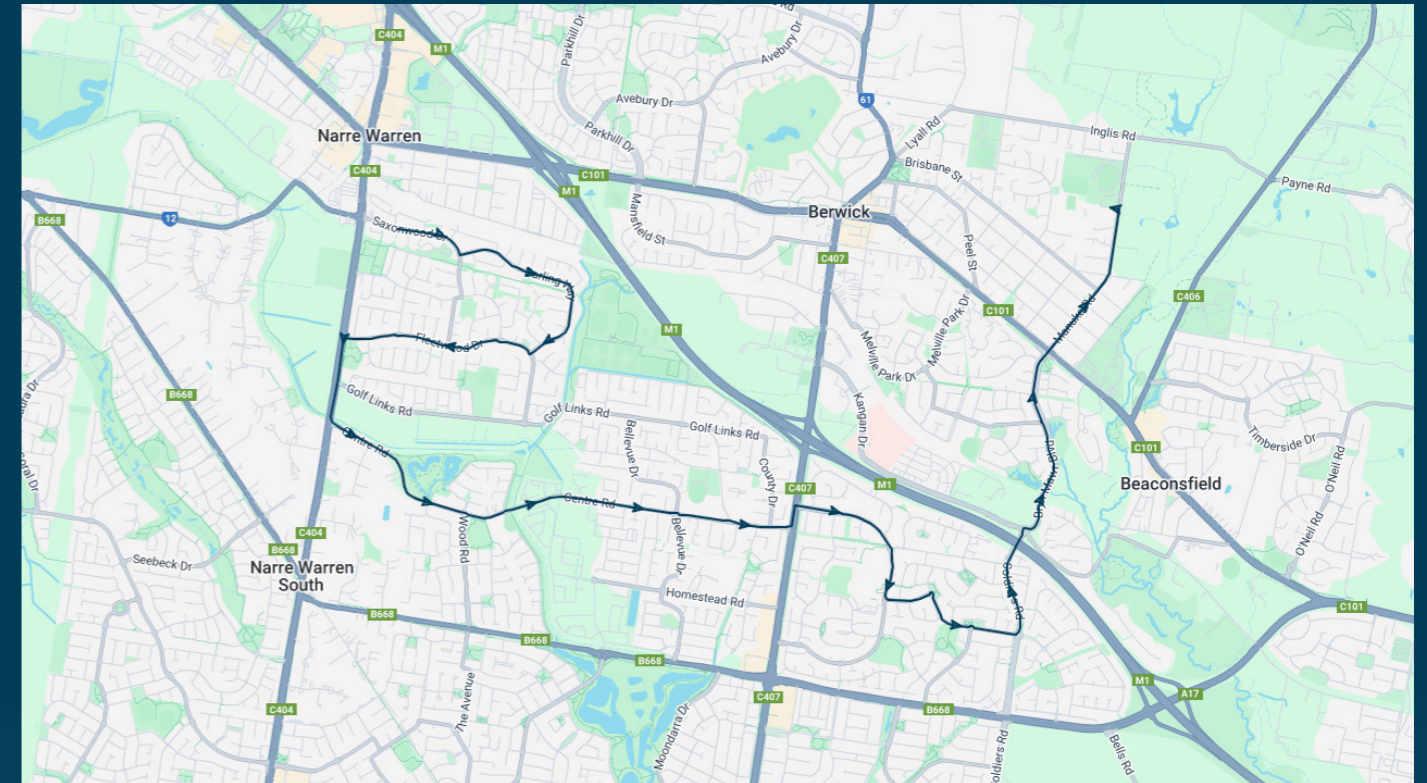 C404
M1
Parkhill Dr
Avebury Dr
Avebury Dr
61
Parkhill Dr
Lyall Rd
Inglis Rd
Narre Warren
C404
C101
M1
Brisbane St
Payne Rd
B668
12
Saxonwood Dr
Mansfield St
Berwick
Peel St
C407
C406
C101
M1
Fleetwood Dr
Manuka Rd
Melville Park Dr
Melville Park Dr
B668
Golf Links Rd
Golf Links Rd
Golf Links Rd
Kangan Dr
Centre Rd
Bellevue Dr
County Dr
Timberside Dr
C101
O'Neil Rd
Beaconsfield
M1
C407
Centre Rd
Wood Rd
Bellevue Dr
C404
B668
Seebeck Dr
Narre Warren
South
O'Neil Rd
Homestead Rd
B668
C101
B668
B668
M1
A17
C407
B668
C404
The Avenue
Moondarra Dr
Bells Rd